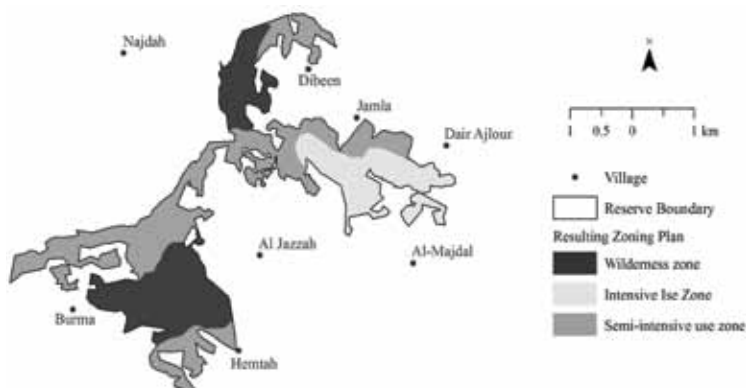 Najdah
Dibeen
Jamla
Dair Ajlour
Al Jazzah
Al-Majdal
Burma
Hemtah
N
1 0.5 0 1 km
Village
Reserve Boundary
Resulting Zoning Plan
Wilderness zone
Intensive Ise Zone
Semi-intensive use zone